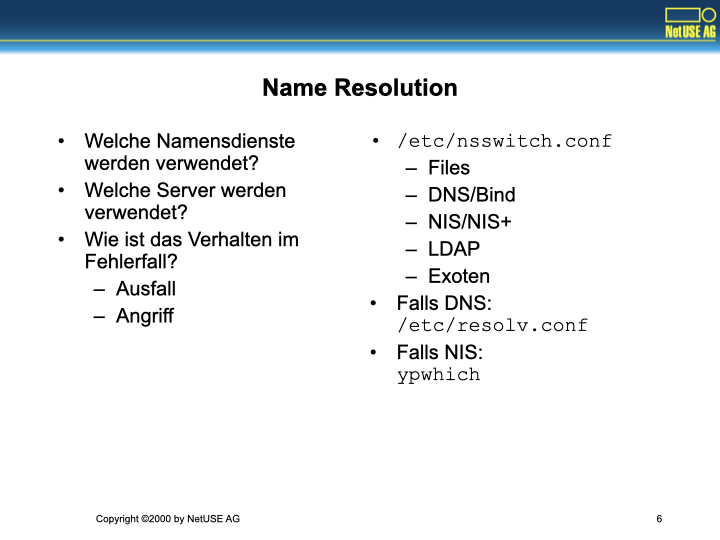 NetUSE AG
Name Resolution
• Welche Namensdienste
werden verwendet?
• Welche Server werden
verwendet?
• Wie ist das Verhalten im
Fehlerfall?
– Ausfall
– Angriff
• /etc/nsswitch.conf
– Files
– DNS/Bind
– NIS/NIS+
– LDAP
– Exoten
• Falls DNS:
/etc/resolv.conf
• Falls NIS:
ypwhich
Copyright ©2000 by NetUSE AG
6